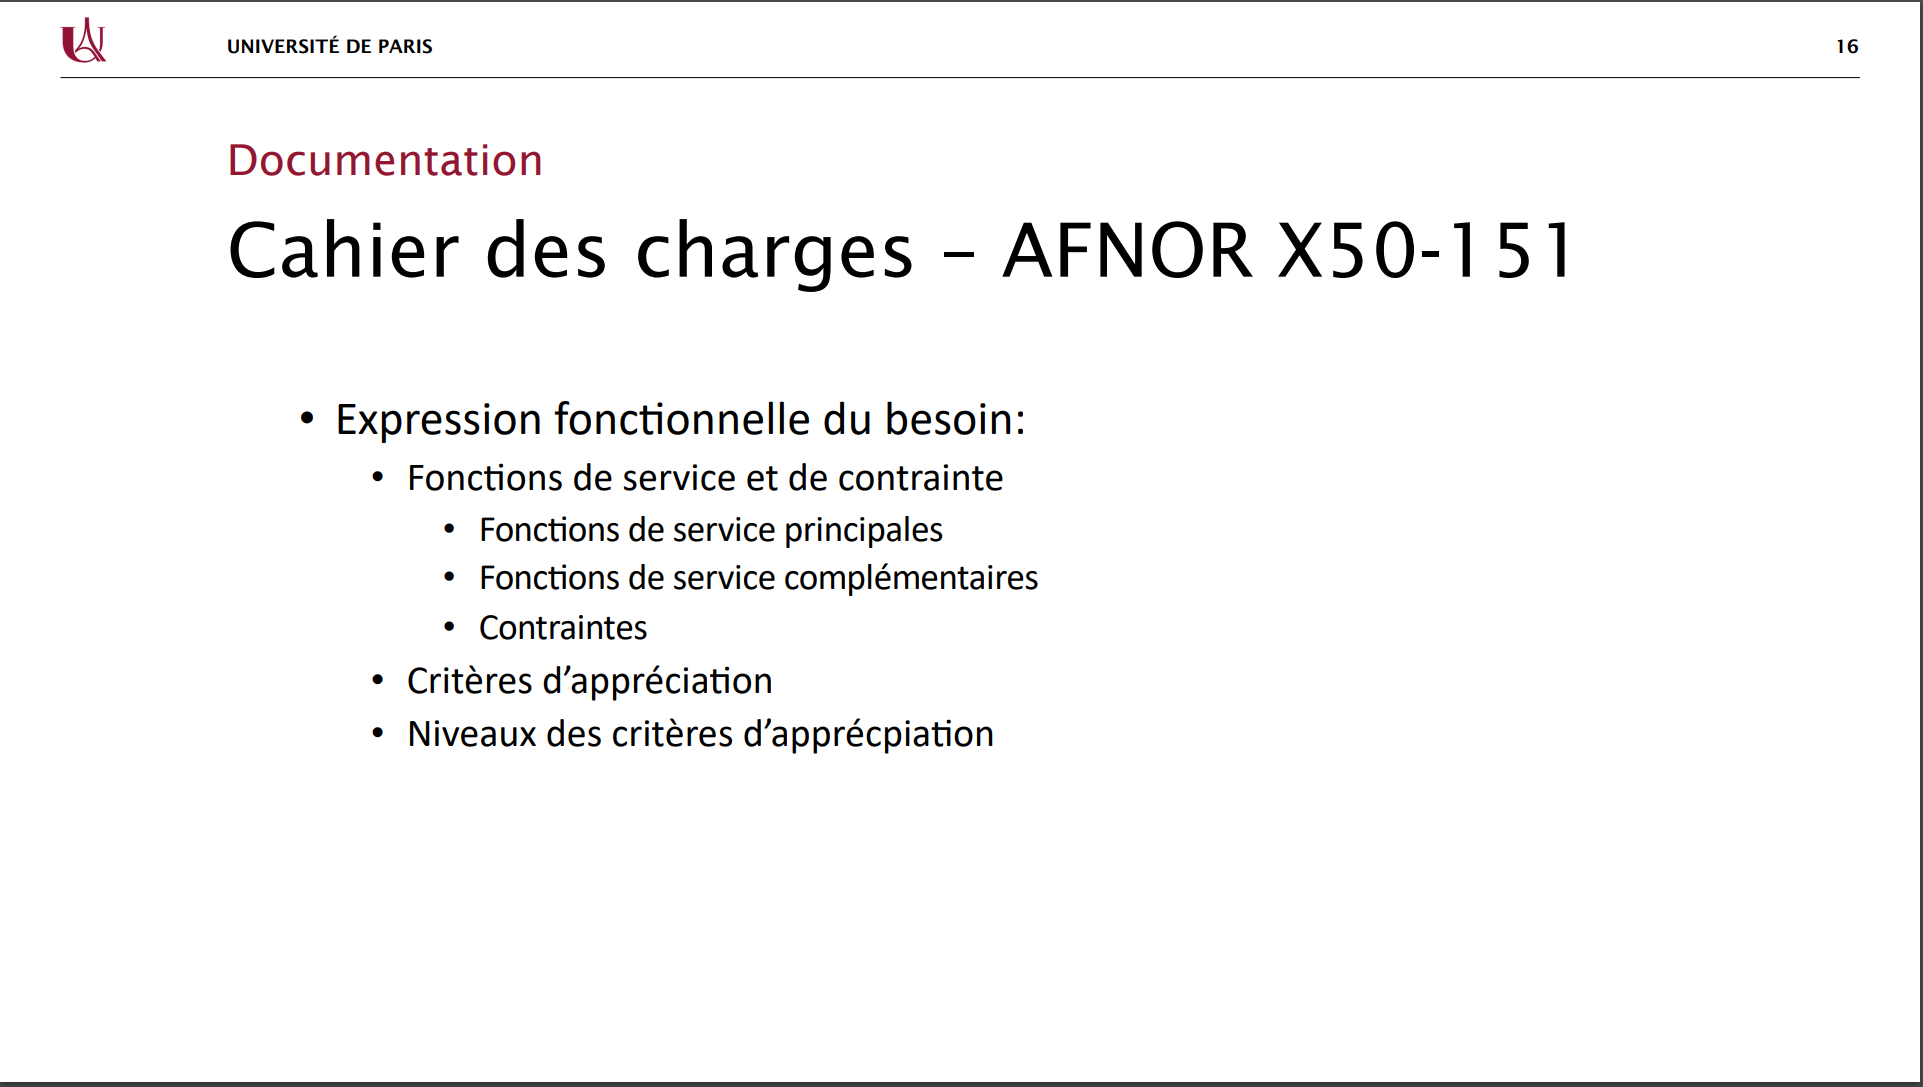 UNIVERSITÉ DE PARIS
16
Documentation
Cahier des charges – AFNOR X50-151
• Expression fonctionnelle du besoin:
• Fonctions de service et de contrainte
• Fonctions de service principales
• Fonctions de service complémentaires
• Contraintes
• Critères d’appréciation
• Niveaux des critères d’apprécpiation